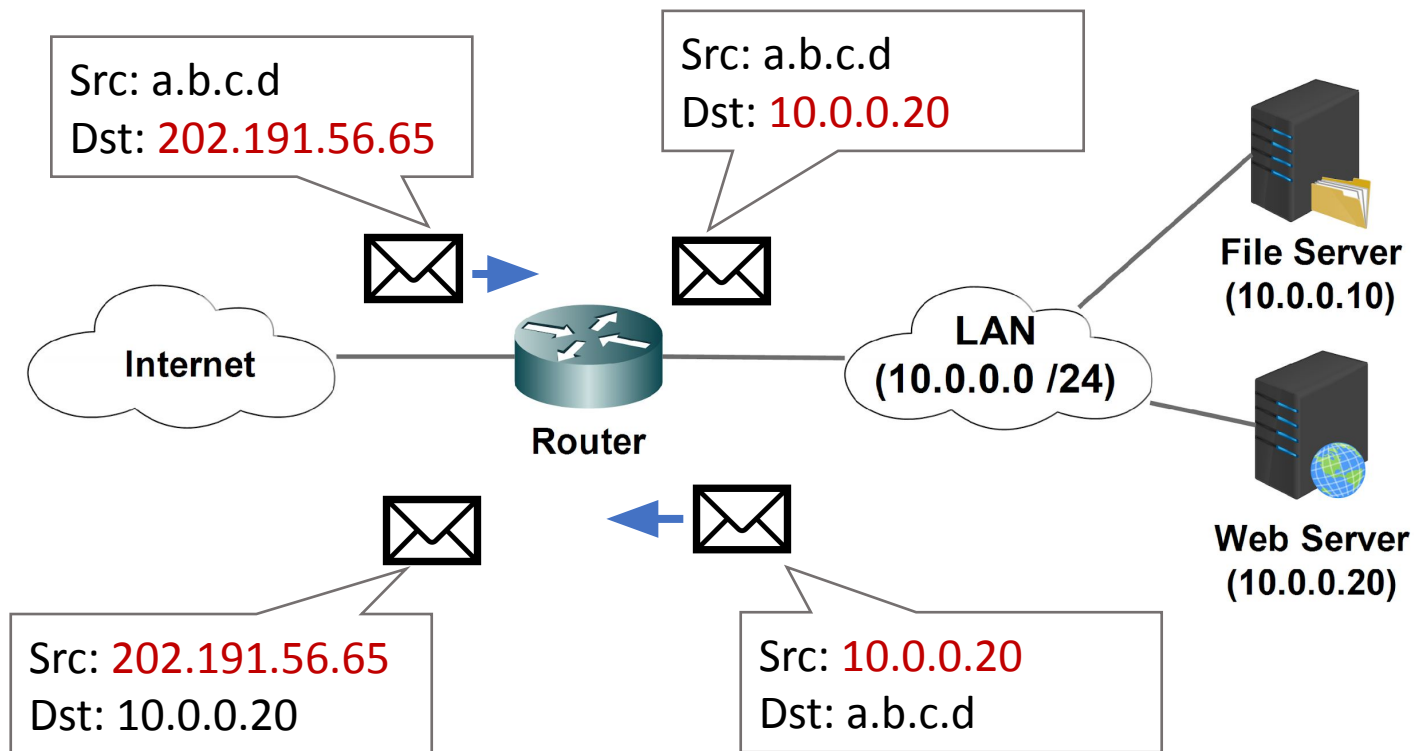 Src: a.b.c.d
Dst: 202.191.56.65
Src: a.b.c.d
Dst: 10.0.0.20
File Server
(10.0.0.10)
Internet
LAN
(10.0.0.0 /24)
Router
Web Server
(10.0.0.20)
Src: 202.191.56.65
Dst: 10.0.0.20
Src: 10.0.0.20
Dst: a.b.c.d